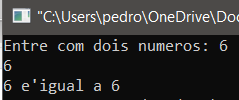 "C:\Users\pedro\OneDrive\Doc
Entre com dois numeros: 6
6
6 e'igual a 6